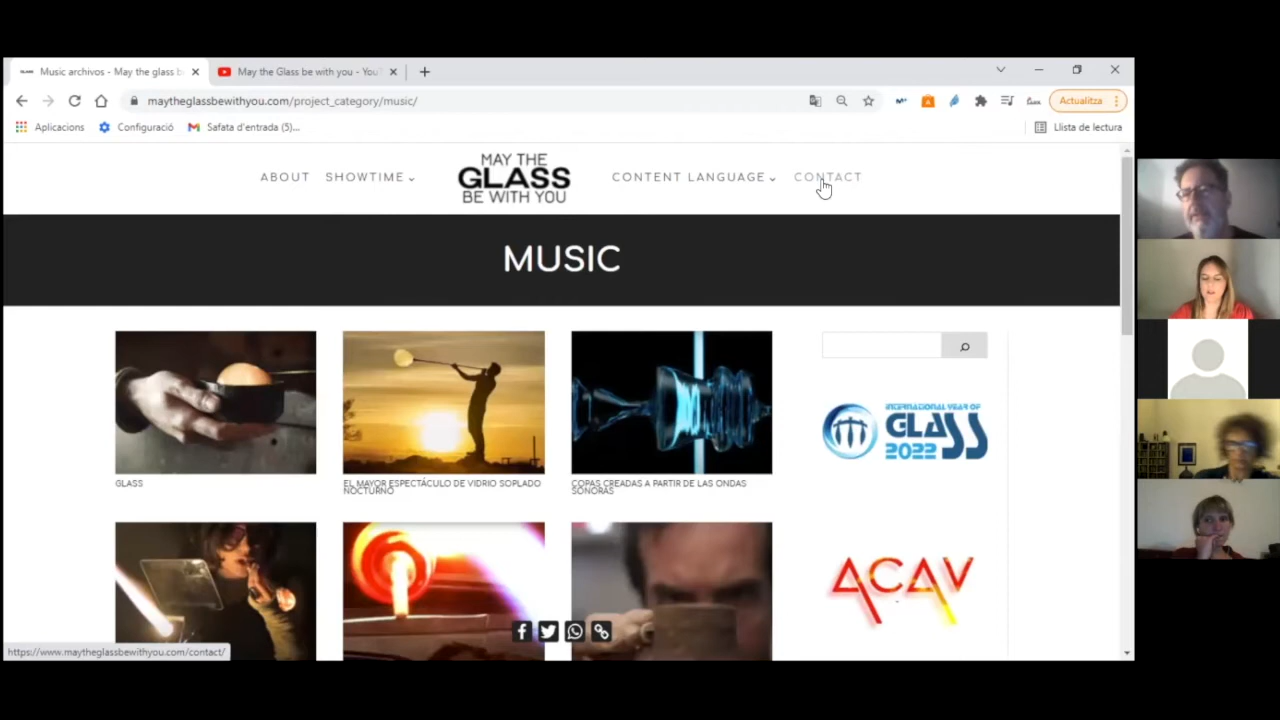 Music archivos - May the glass b
May the Glass be with you - You
maytheglassbewithyou.com/project_category/music/
Actualitza
Aplicacions
Configuració
Safata d'entrada (5)...
Llista de lectura
ABOUT
SHOWTIME
MAY THE
GLASS
BE WITH YOU
CONTENT LANGUAGE
CONTACT
MUSIC
GLASS
EL MAYOR ESPECTÁCULO DE VIDRIO SOPLADO
NOCTURNO
COPAS CREADAS A PARTIR DE LAS ONDAS
SONORAS
INTERNATIONAL YEAR OF
GLASS
2022
ACAV
https://www.maytheglassbewithyou.com/contact/